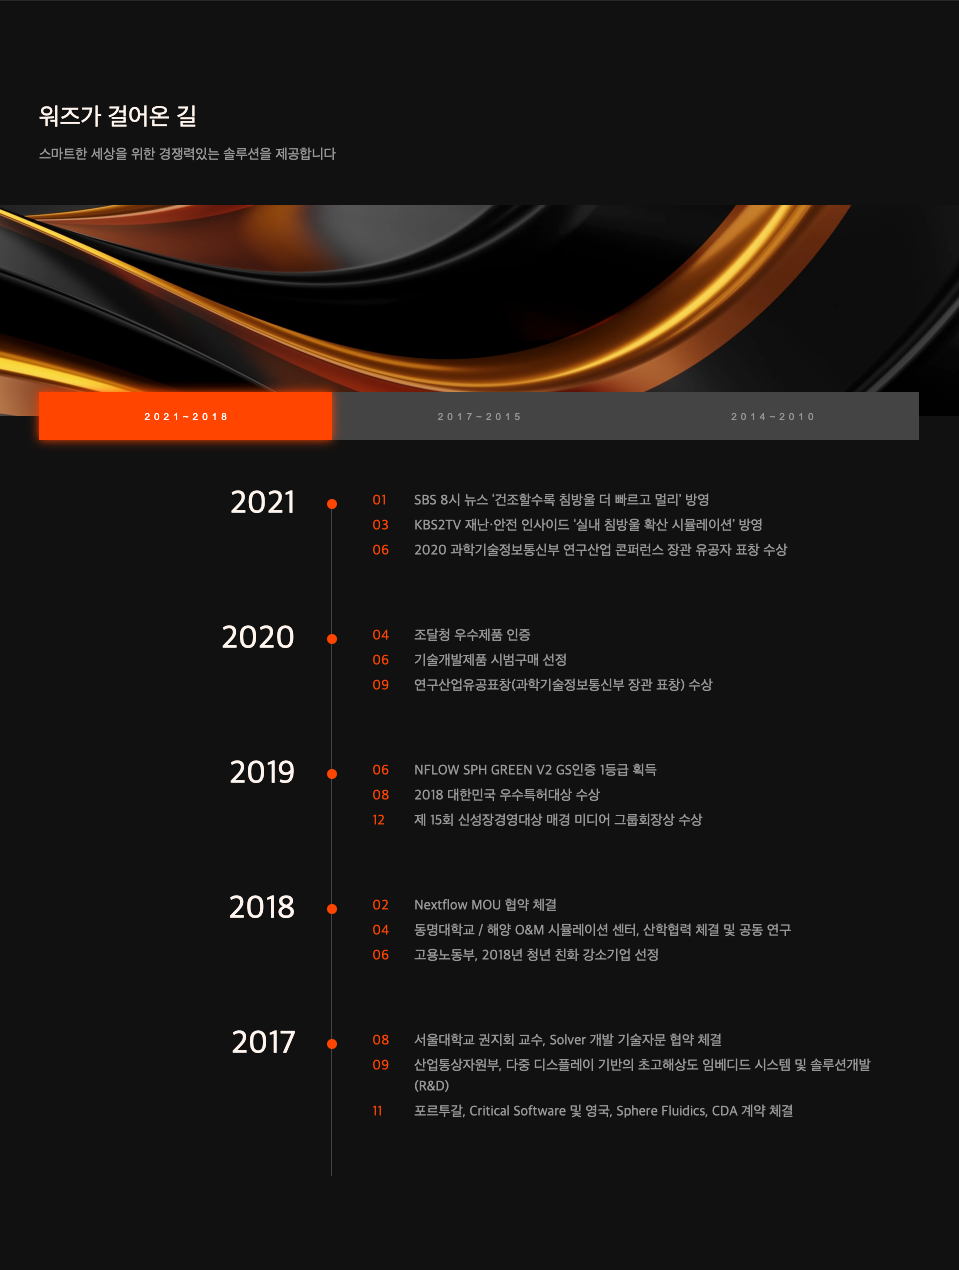 워즈가 걸어온 길
스마트한 세상을 위한 경쟁력있는 솔루션을 제공합니다
2021~2018
2017~2015
2014~2010
2021
01 SBS 8시 뉴스 ‘건조할수록 침방울 더 빠르고 멀리’ 방영
03 KBS2TV 재난·안전 인사이드 ‘실내 침방울 확산 시뮬레이션’ 방영
06 2020 과학기술정보통신부 연구산업 콘퍼런스 장관 유공자 표창 수상
2020
04 조달청 우수제품 인증
06 기술개발제품 시범구매 선정
09 연구산업유공표창(과학기술정보통신부 장관 표창) 수상
2019
06 NFLOW SPH GREEN V2 GS인증 1등급 획득
08 2018 대한민국 우수특허대상 수상
12 제 15회 신성장경영대상 매경 미디어 그룹회장상 수상
2018
02 Nextflow MOU 협약 체결
04 동명대학교 / 해양 O&M 시뮬레이션 센터, 산학협력 체결 및 공동 연구
06 고용노동부, 2018년 청년 친화 강소기업 선정
2017
08 서울대학교 권지회 교수, Solver 개발 기술자문 협약 체결
09 산업통상자원부, 다중 디스플레이 기반의 초고해상도 임베디드 시스템 및 솔루션개발
(R&D)
11 포르투갈, Critical Software 및 영국, Sphere Fluidics, CDA 계약 체결